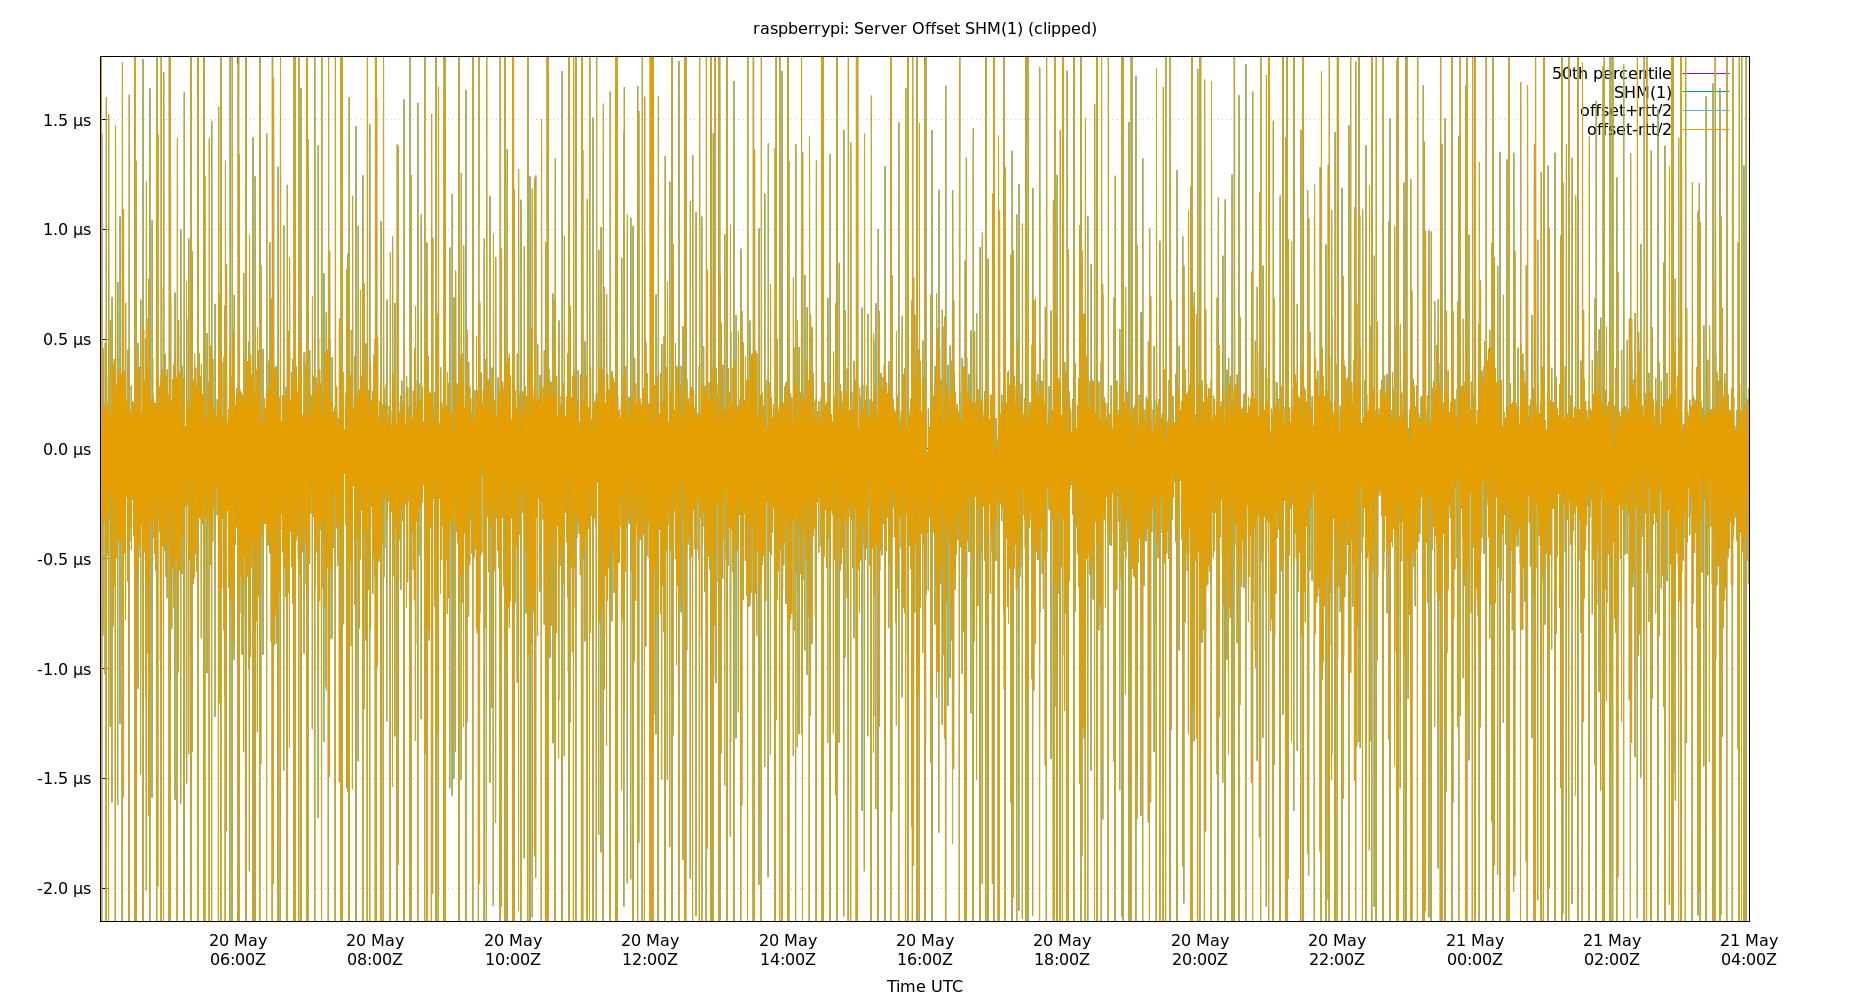 raspberrypi: Server Offset SHM(1) (clipped)
50th percentile
SHM(1)
offset+rtt/2
offset-rtt/2
1.5 µs
1.0 µs
0.5 µs
0.0 µs
-0.5 µs
-1.0 µs
-1.5 µs
-2.0 µs
20 May 20 May 20 May 20 May 20 May 20 May 20 May 20 May 20 May 21 May 21 May 21 May
06:00Z 08:00Z 10:00Z 12:00Z 14:00Z 16:00Z 18:00Z 20:00Z 22:00Z 00:00Z 02:00Z 04:00Z
Time UTC